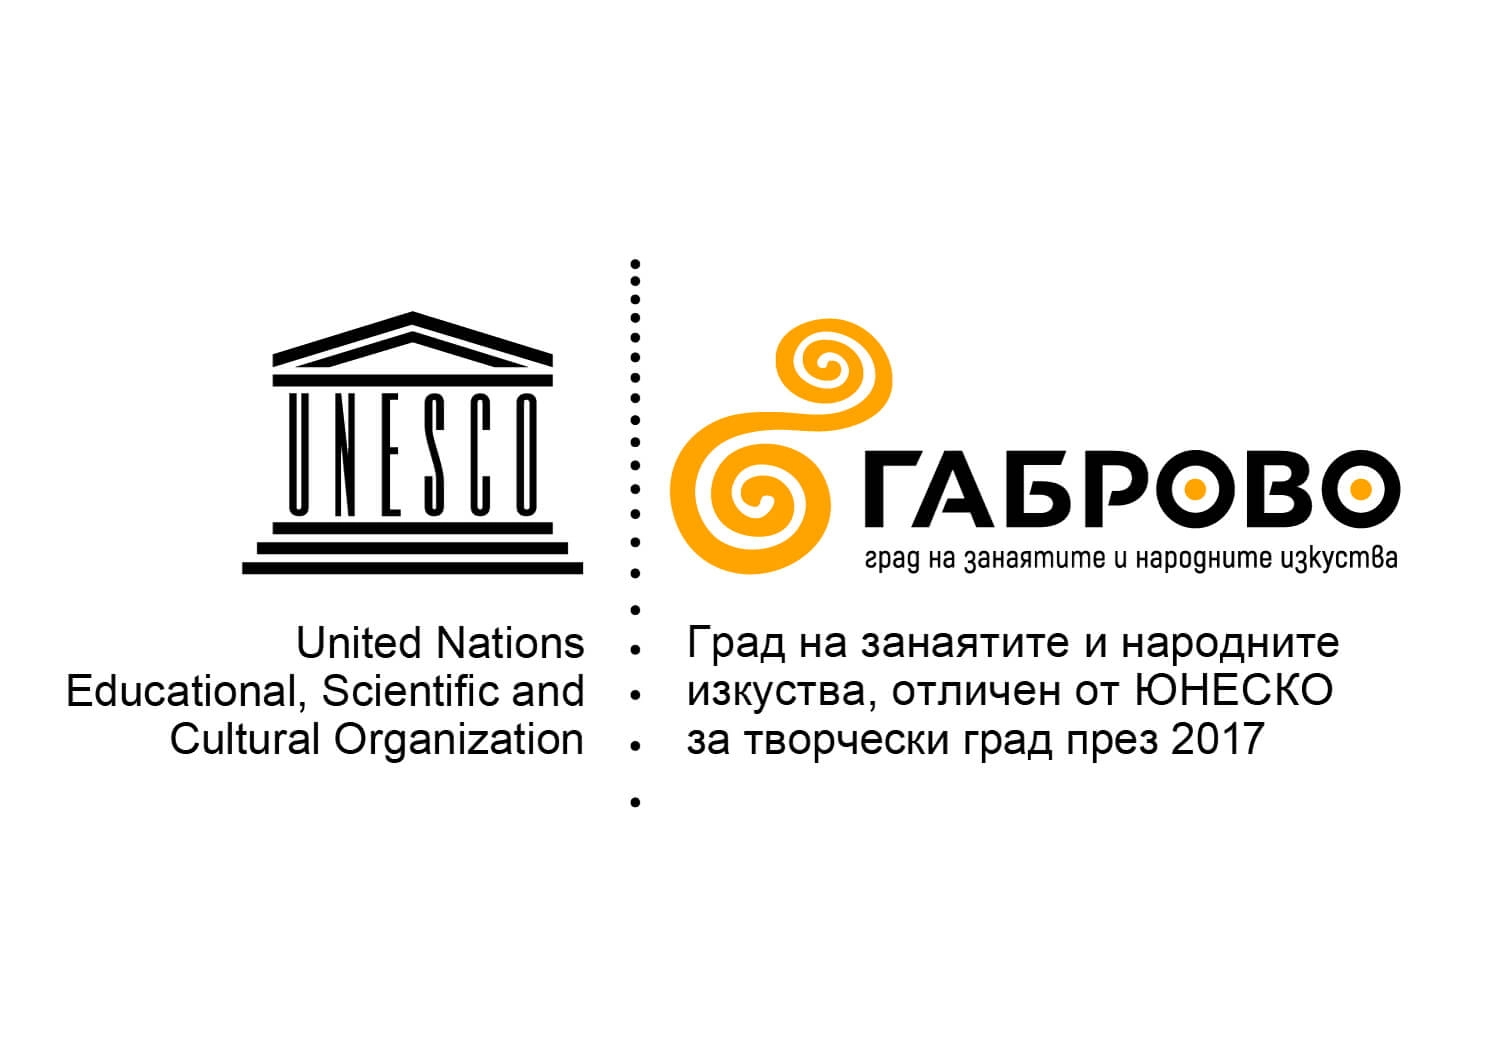 UNESCO
United Nations
Educational, Scientific and
Cultural Organization
ГАБРОВО
град на занаятите и народните изкуства
Град на занаятите и народните
изкуства, отличен от ЮНЕСКО
за творчески град през 2017